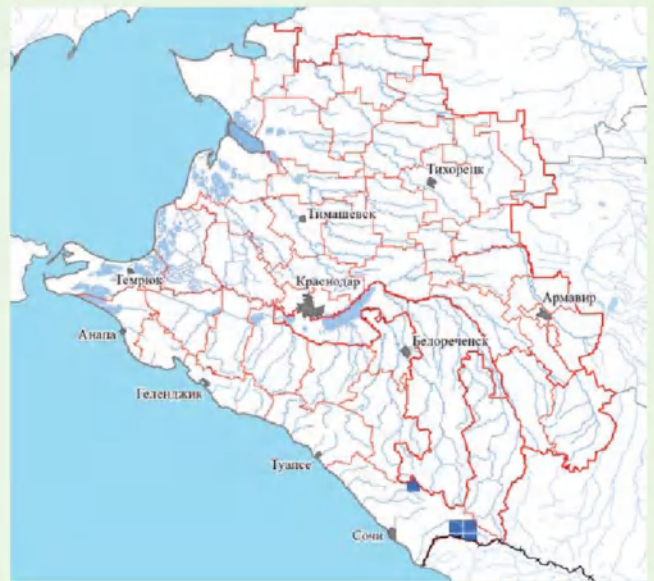 Тихорецк
Тимашевск
Краснодар
Темрюк
Армавир
Анапа
Белореченск
Геленджик
Туапсе
Сочи